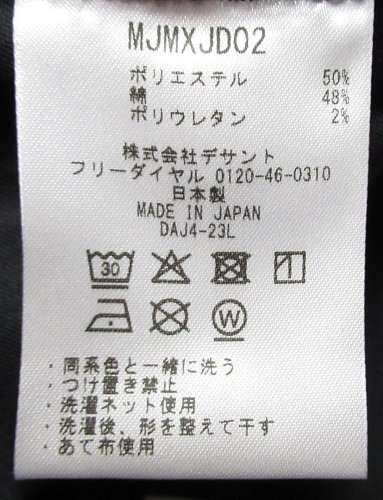 MJMXJD02
ポリエステル 50%
綿 48%
ポリウレタン 2%
株式会社デサント
フリーダイヤル 0120-46-0310
日本製
MADE IN JAPAN
DAJ4-23L
30
W
・同系色と一緒に洗う
・つけ置き禁止
・洗濯ネット使用
・洗濯後、形を整えて干す
・あて布使用